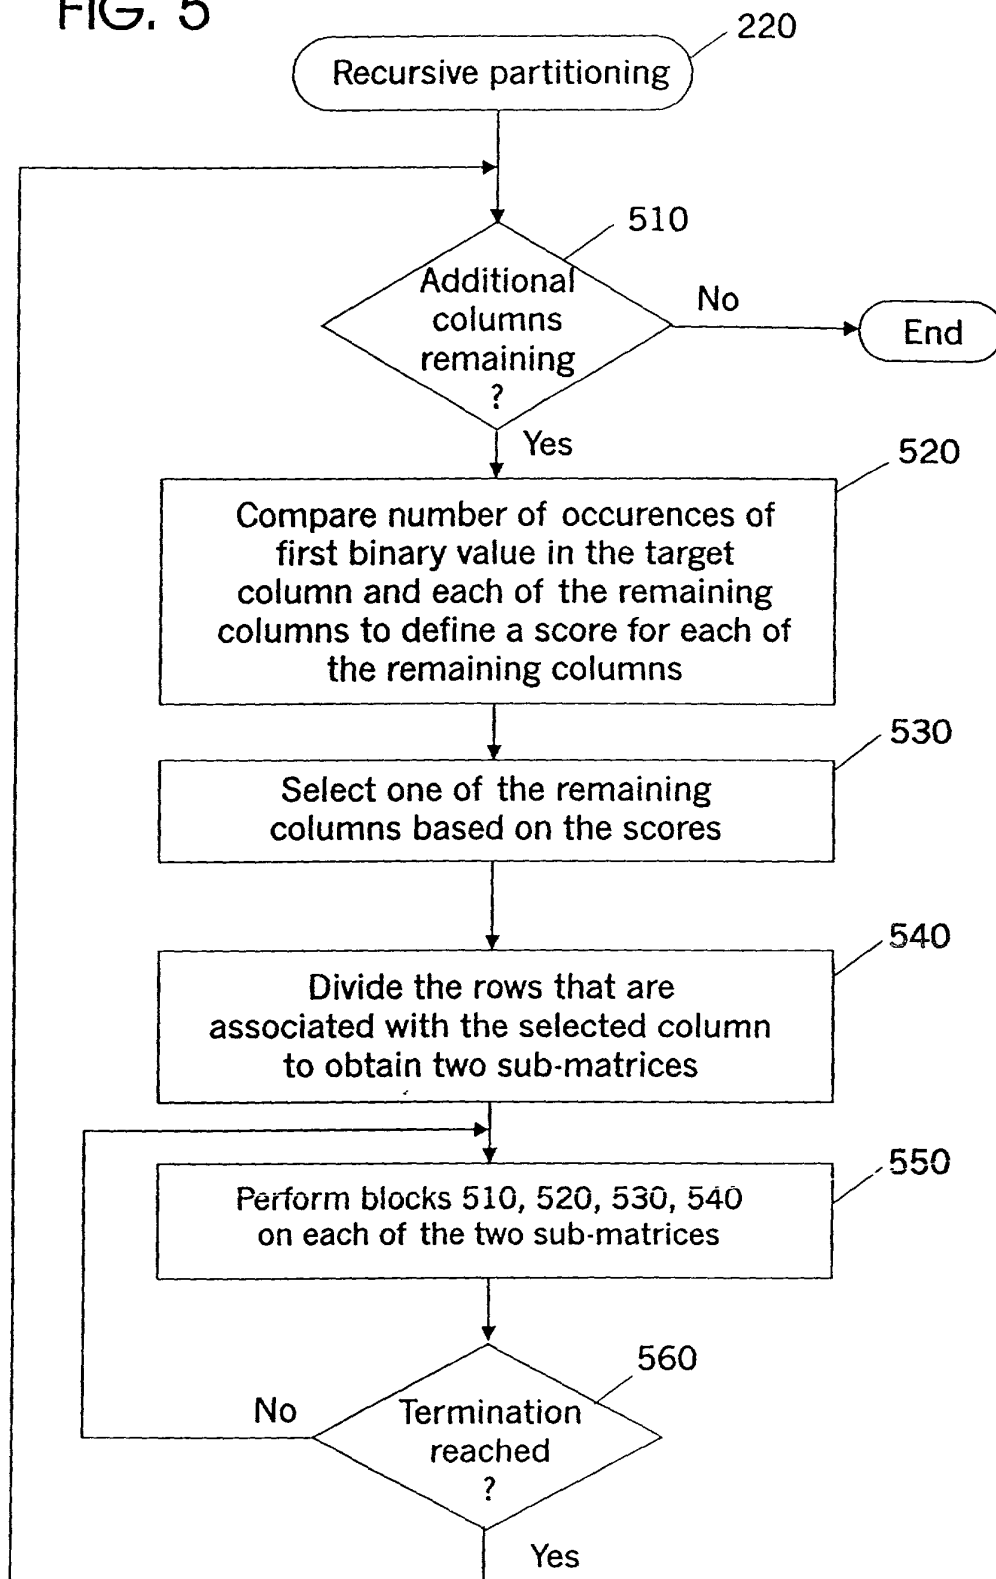 FIG. 5
220
Recursive partitioning
510
Additional
columns
remaining
?
No
End
Yes
520
Compare number of occurences of
first binary value in the target
column and each of the remaining
columns to define a score for each of
the remaining columns
530
Select one of the remaining
columns based on the scores
540
Divide the rows that are
associated with the selected column
to obtain two sub-matrices
550
Perform blocks 510, 520, 530, 540
on each of the two sub-matrices
560
No
Termination
reached
?
Yes